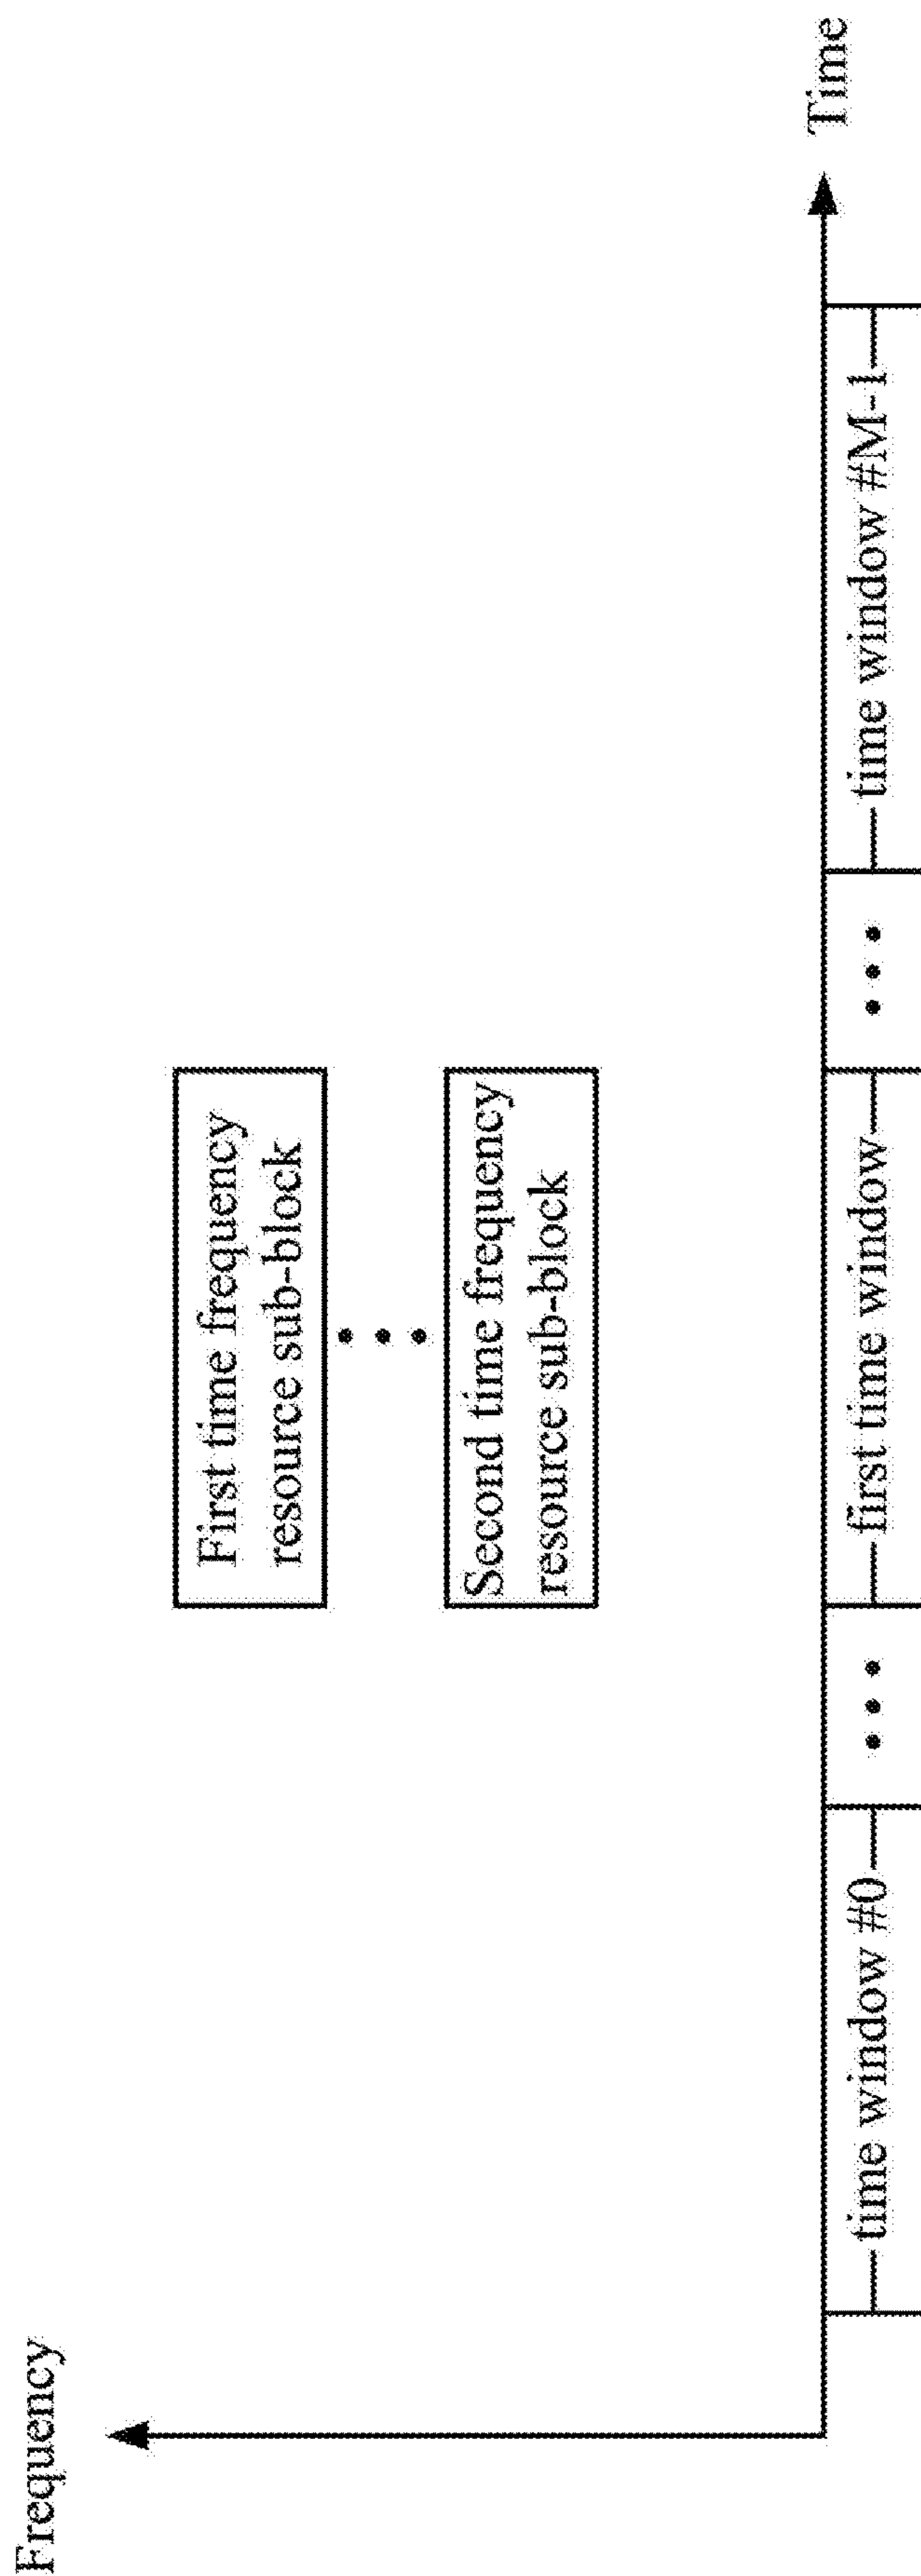 Frequency
First time frequency
resource sub-block
Second time frequency
resource sub-block
time window #0
first time window
time window #M-1
Time